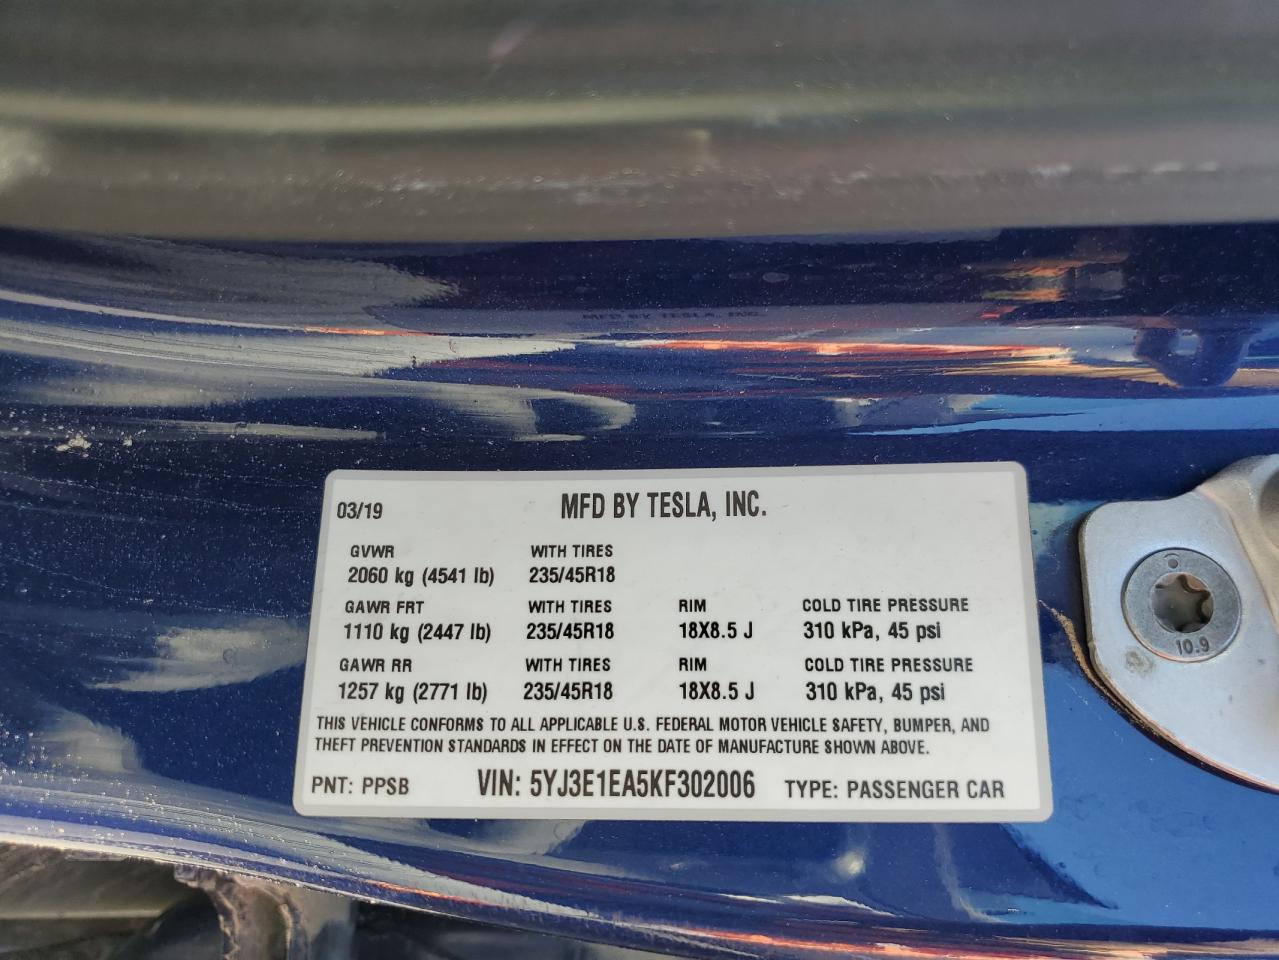 MFD BY TESLA, INC.
03/19 MFD BY TESLA, INC.
GVWR WITH TIRES
2060 kg (4541 lb) 235/45R18
GAWR FRT WITH TIRES RIM COLD TIRE PRESSURE
1110 kg (2447 lb) 235/45R18 18X8.5 J 310 kPa, 45 psi
GAWR RR WITH TIRES RIM COLD TIRE PRESSURE
1257 kg (2771 lb) 235/45R18 18X8.5 J 310 kPa, 45 psi
THIS VEHICLE CONFORMS TO ALL APPLICABLE U.S. FEDERAL MOTOR VEHICLE SAFETY, BUMPER, AND
THEFT PREVENTION STANDARDS IN EFFECT ON THE DATE OF MANUFACTURE SHOWN ABOVE.
PNT: PPSB VIN: 5YJ3E1EA5KF302006 TYPE: PASSENGER CAR
10.9